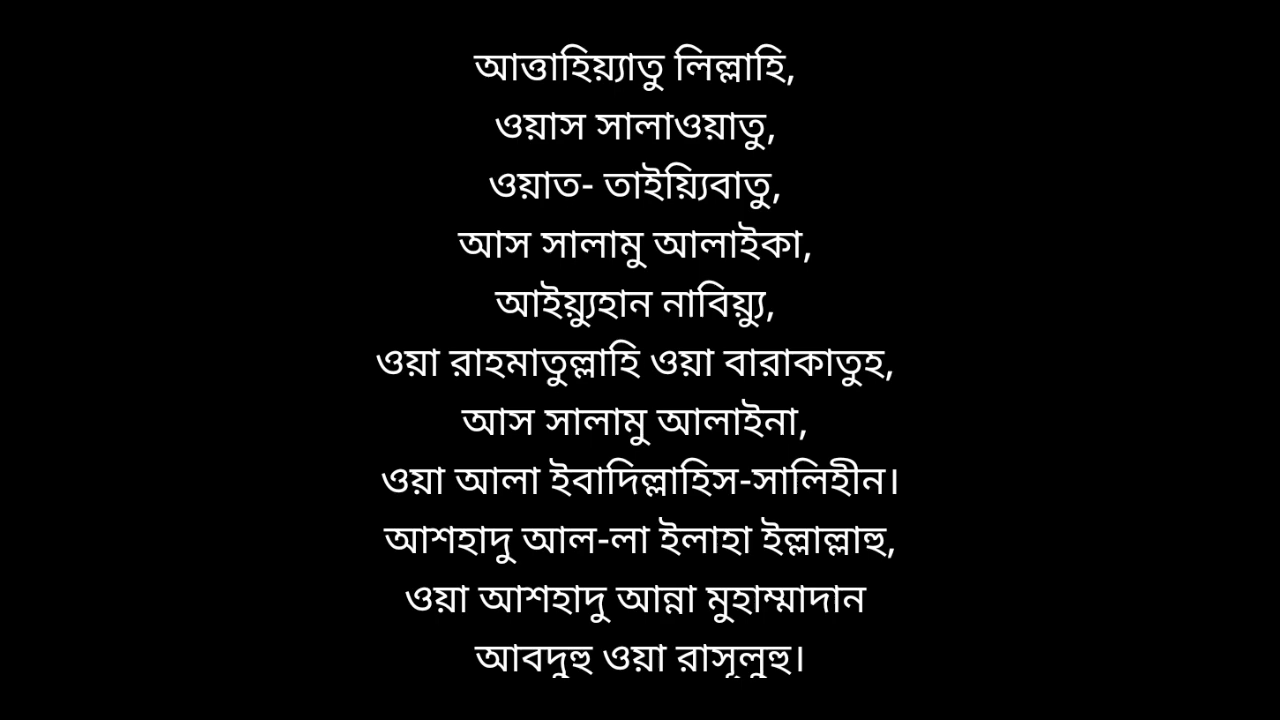 আত্তাহিয়্যাতু লিল্লাহি,
ওয়াস সালাওয়াতু,
ওয়াত- তাইয়্যিবাতু,
আস সালামু আলাইকা,
আইয়্যুহান নাবিয়্যু,
ওয়া রাহমাতুল্লাহি ওয়া বারাকাতুহ,
আস সালামু আলাইনা,
ওয়া আলা ইবাদিল্লাহিস-সালিহীন।
আশহাদু আল-লা ইলাহা ইল্লাল্লাহু,
ওয়া আশহাদু আন্না মুহাম্মাদান
আবদুহু ওয়া রাসূলুহু।